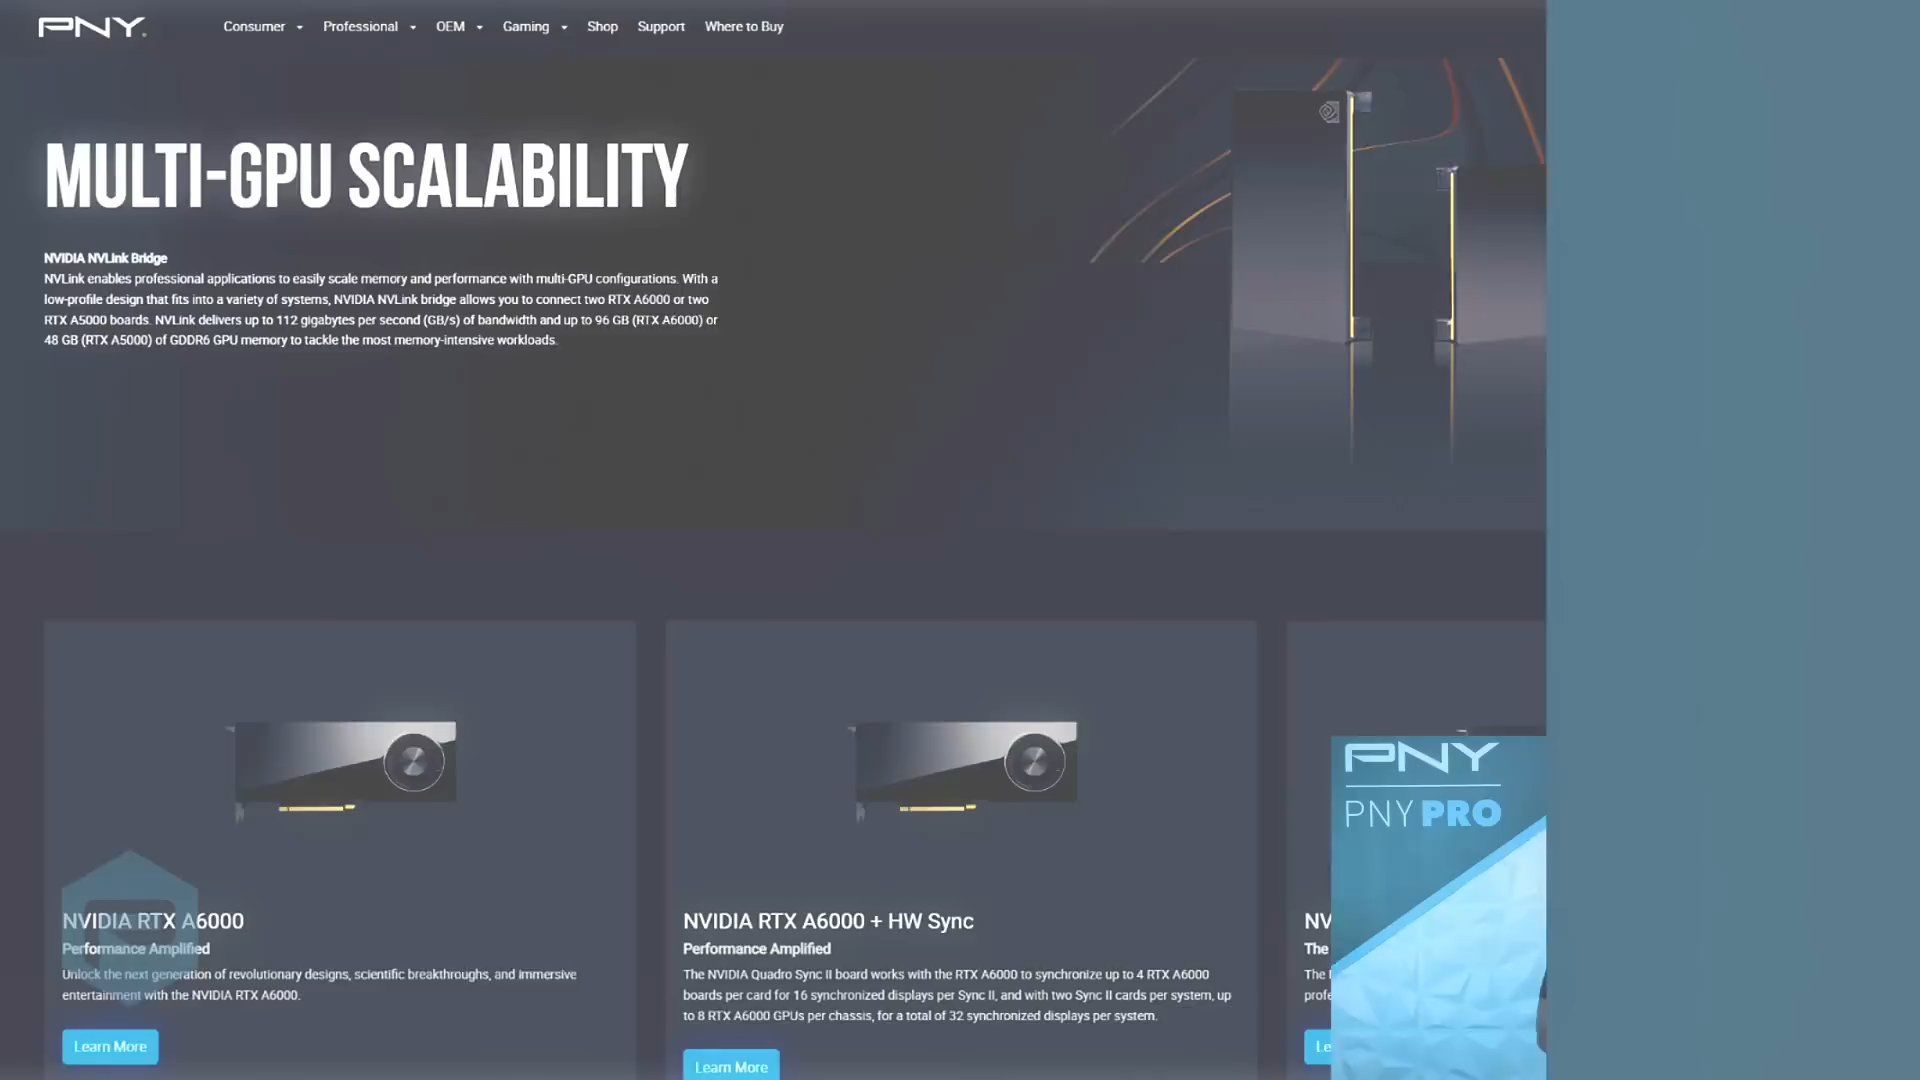 PNY
Consumer
Professional
OEM
Gaming
Shop
Support
Where to Buy
MULTI-GPU SCALABILITY
NVIDIA NVLink Bridge
NVLink enables professional applications to easily scale memory and performance with multi-GPU configurations. With a
low-profile design that fits into a variety of systems, NVIDIA NVLink bridge allows you to connect two RTX A6000 or two
RTX A5000 boards. NVLink delivers up to 112 gigabytes per second (GB/s) of bandwidth and up to 96 GB (RTX A6000) or
48 GB (RTX A5000) of GDDR6 GPU memory to tackle the most memory-intensive workloads.
NVIDIA RTX A6000
Performance Amplified
Unlock the next generation of revolutionary designs, scientific breakthroughs, and immersive
entertainment with the NVIDIA RTX A6000.
Learn More
NVIDIA RTX A6000 + HW Sync
Performance Amplified
The NVIDIA Quadro Sync II board works with the RTX A6000 to synchronize up to 4 RTX A6000
boards per card for 16 synchronized displays per Sync II, and with two Sync II cards per system, up
to 8 RTX A6000 GPUs per chassis, for a total of 32 synchronized displays per system.
Learn More
NV
The
The
profe
Le
PNY
PNY PRO